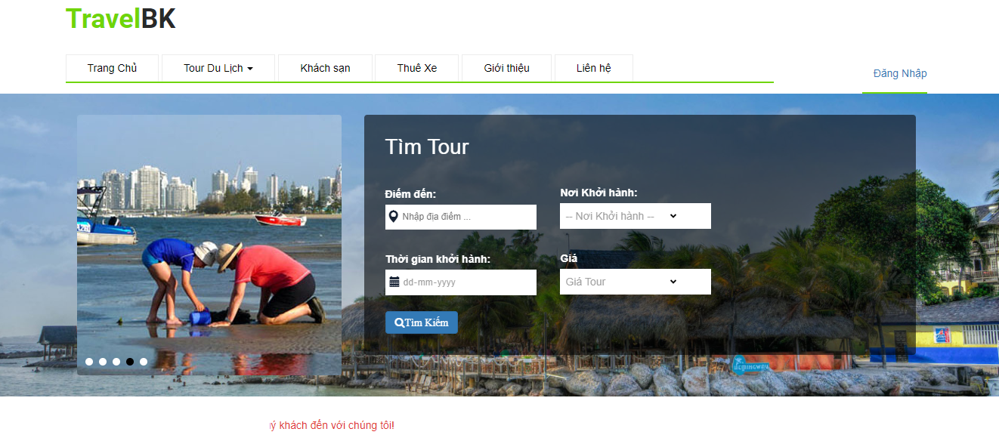 TravelBK
Trang Chủ Tour Du Lịch Khách sạn Thuê Xe Giới thiệu Liên hệ
Đăng Nhập
Tìm Tour
Điểm đến: Nơi Khởi hành:
Nhập địa điểm ... -- Nơi Khởi hành --
Thời gian khởi hành: Giá
dd-mm-yyyy Giá Tour
Tìm Kiếm
khách đến với chúng tôi!